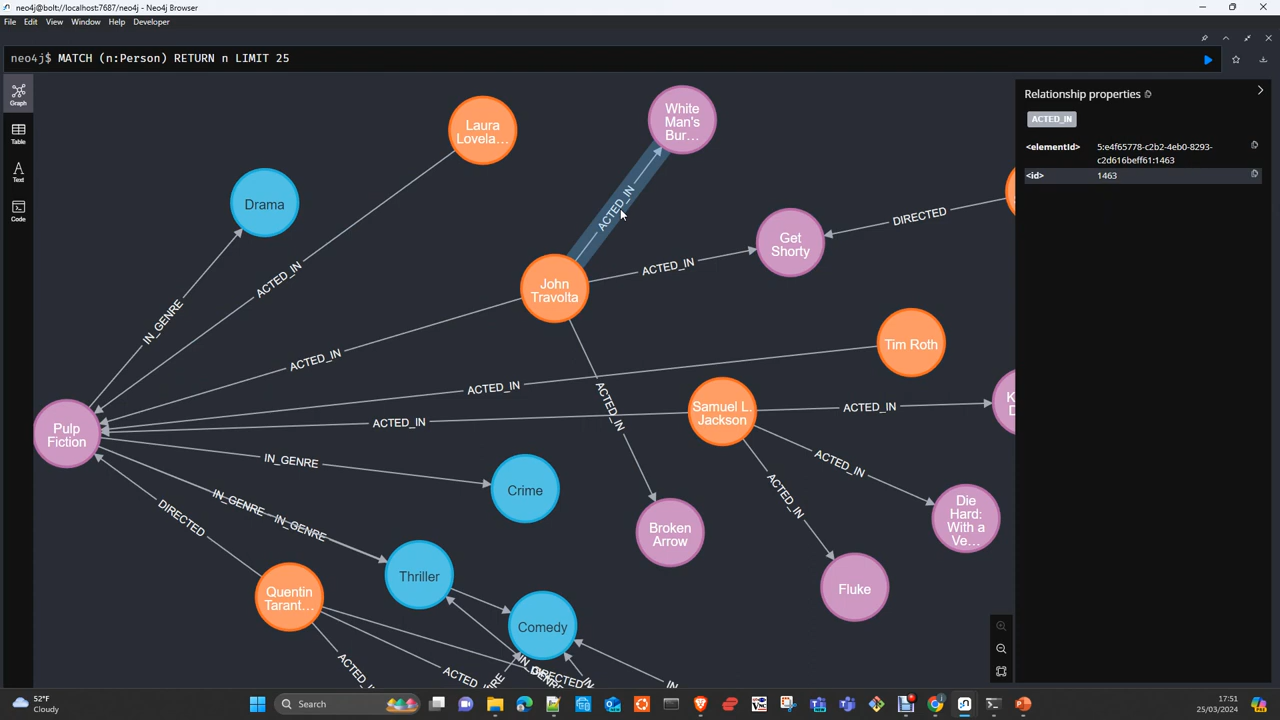 neo4j@bolt://localhost:7687/neo4j - Neo4j Browser
File Edit View Window Help Developer
neo4j$ MATCH (n:Person) RETURN n LIMIT 25
Graph
Table
Text
Code
Laura
Lovela...
White
Man's
Bur...
Drama
ACTED_IN
ACTED_IN
IN_GENRE
John
Travolta
ACTED_IN
Get
Shorty
DIRECTED
ACTED_IN
Tim Roth
ACTED_IN
ACTED_IN
Samuel L.
Jackson
ACTED_IN
ACTED_IN
Pulp
Fiction
IN_GENRE
Crime
ACTED_IN
ACTED_IN
Die
Hard:
With a
Ve...
IN_GENRE
IN_GENRE
DIRECTED
Broken
Arrow
Thriller
Fluke
Quentin
Tarant...
Comedy
Relationship properties
ACTED_IN
<elementId> 5:e4f65778-c2b2-4eb0-8293-
c2d616beff61:1463
<id> 1463
52°F
Cloudy
Search
17:51
25/03/2024